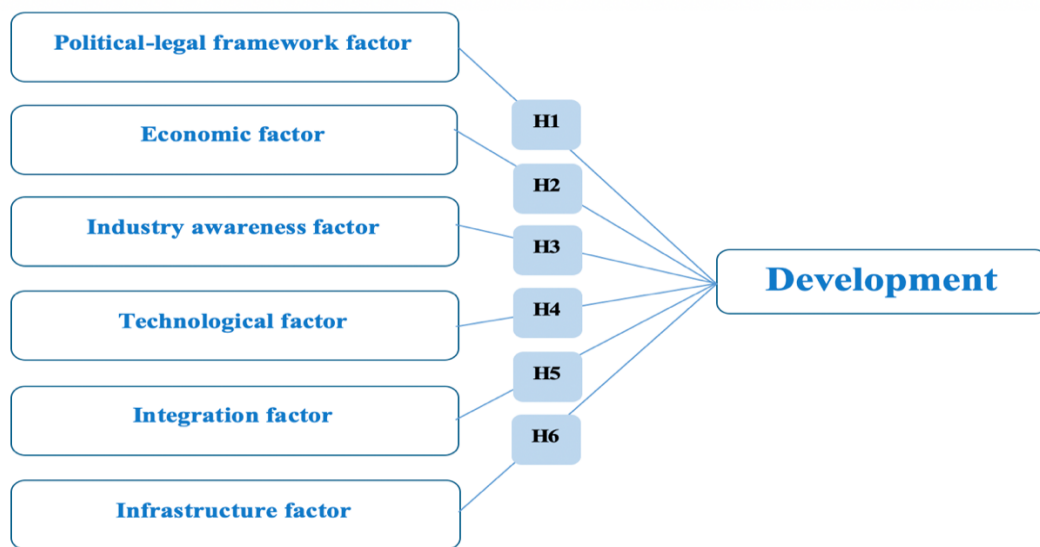 Political-legal framework factor
H1
Economic factor
H2
Industry awareness factor
H3
Development
Technological factor
H4
Integration factor
H5
H6
Infrastructure factor